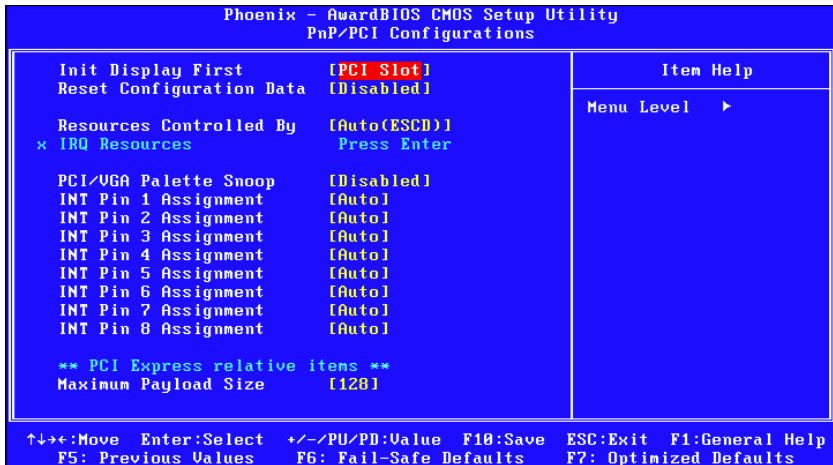 Phoenix - AwardBIOS CMOS Setup Utility
PnP/PCI Configurations
Init Display First [PCI Slot]
Reset Configuration Data [Disabled]
Resources Controlled By [Auto(ESCD)]
x IRQ Resources Press Enter
PCI/VGA Palette Snoop [Disabled]
INT Pin 1 Assignment [Auto]
INT Pin 2 Assignment [Auto]
INT Pin 3 Assignment [Auto]
INT Pin 4 Assignment [Auto]
INT Pin 5 Assignment [Auto]
INT Pin 6 Assignment [Auto]
INT Pin 7 Assignment [Auto]
INT Pin 8 Assignment [Auto]
** PCI Express relative items **
Maximum Payload Size [128]
Item Help
Menu Level ►
↑↓→←:Move Enter:Select +/-/PU/PD:Value F10:Save ESC:Exit F1:General Help
F5: Previous Values F6: Fail-Safe Defaults F7: Optimized Defaults